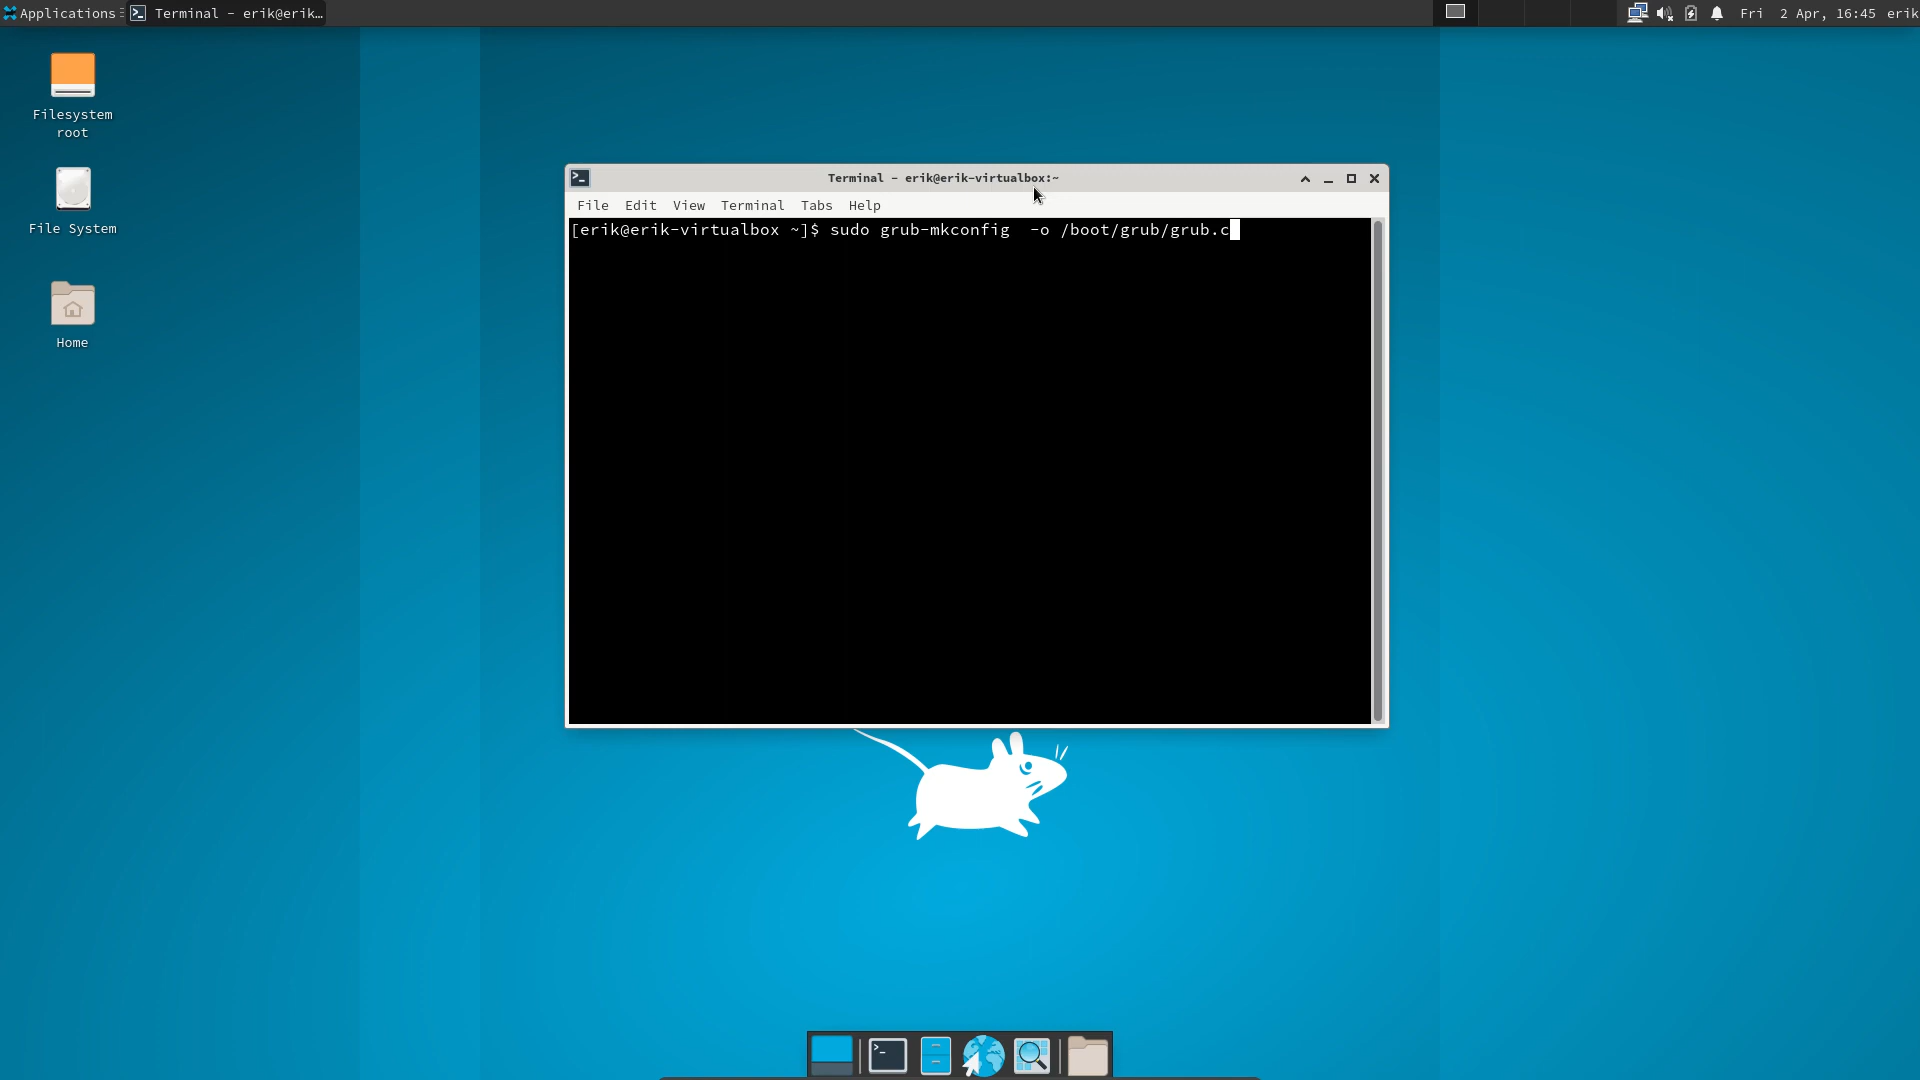 Applications Terminal - erik@erik… Fri 2 Apr, 16:45 erik
Filesystem
root
File System
Home
Terminal - erik@erik-virtualbox:~
File Edit View Terminal Tabs Help
[erik@erik-virtualbox ~]$ sudo grub-mkconfig  -o /boot/grub/grub.c